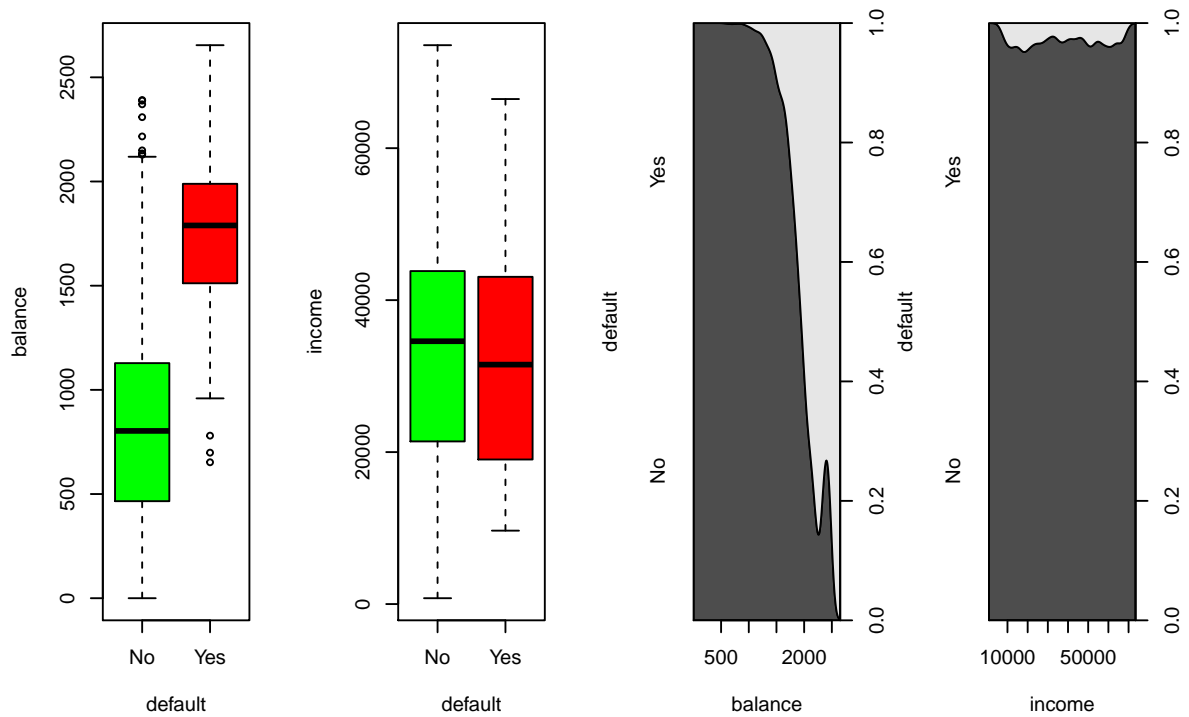 balance
0
500
1000
1500
2000
2500
No Yes
default
income
0
20000
40000
60000
No Yes
default
default
No
Yes
0.0
0.2
0.4
0.6
0.8
1.0
500 2000
balance
default
No
Yes
0.0
0.2
0.4
0.6
0.8
1.0
10000 50000
income